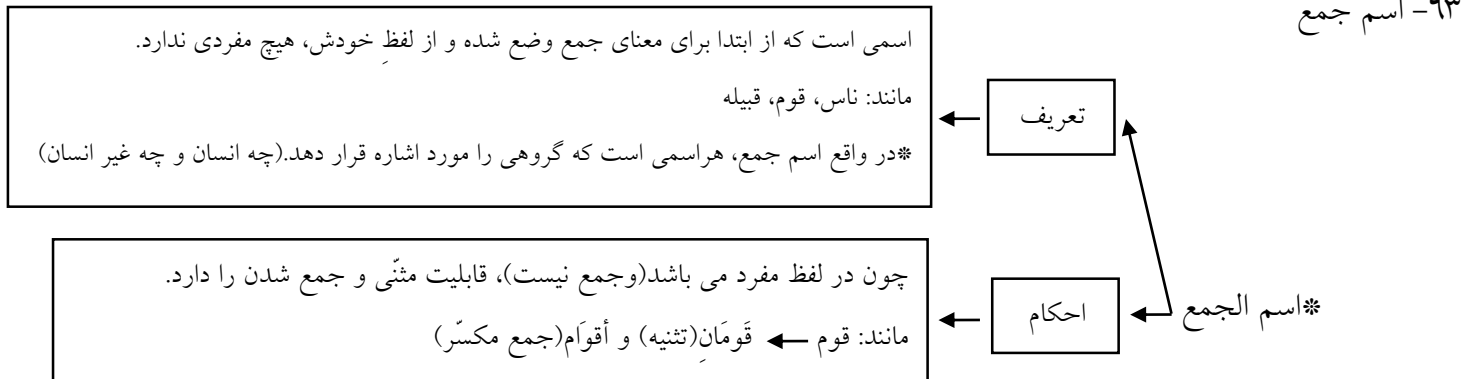 ۹۳- اسم جمع
اسمی است که از ابتدا برای معنای جمع وضع شده و از لفظِ خودش، هیچ مفردی ندارد.
مانند: ناس، قوم، قبیله
*در واقع اسم جمع، هراسمی است که گروهی را مورد اشاره قرار دهد.(چه انسان و چه غیر انسان)
تعریف
*اسم الجمع
احکام
چون در لفظ مفرد می باشد(وجمع نیست)، قابلیت مثنّی و جمع شدن را دارد.
مانند: قوم ← قَومَانِ(تثنیه) و أقوَام(جمع مکسّر)